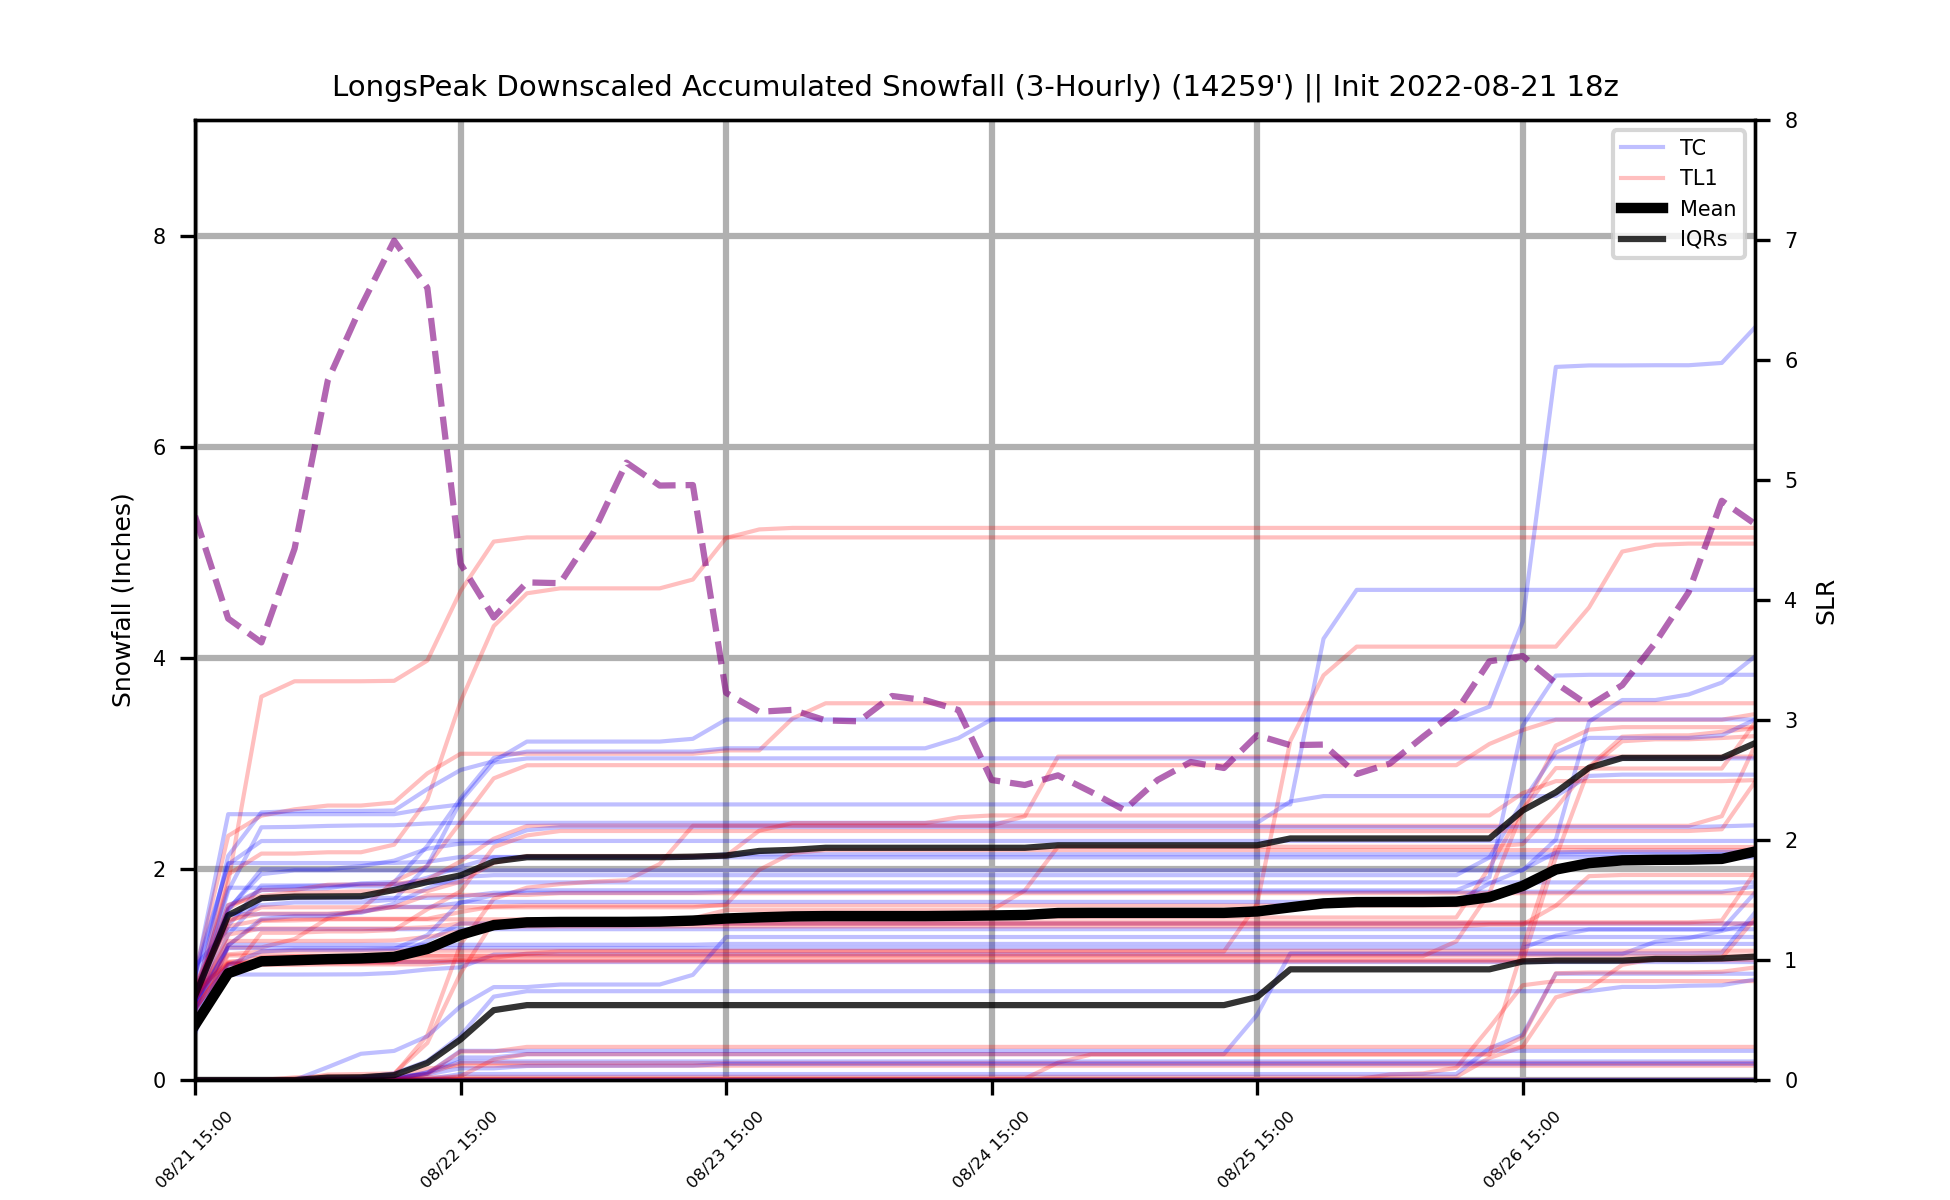 LongsPeak Downscaled Accumulated Snowfall (3-Hourly) (14259') || Init 2022-08-21 18z
TC
TL1
Mean
IQRs
Snowfall (Inches)
8
6
4
2
0
8
7
6
5
4
3
2
1
0
SLR
08/21 15:00
08/22 15:00
08/23 15:00
08/24 15:00
08/25 15:00
08/26 15:00